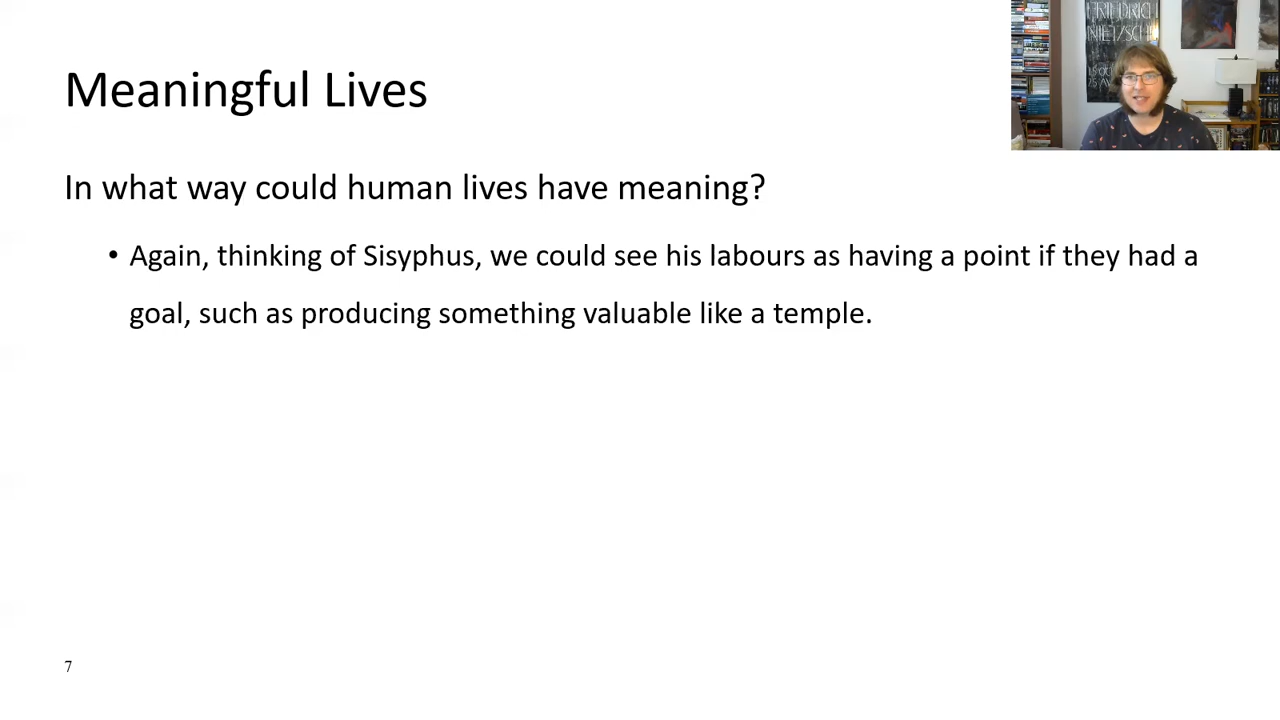 Meaningful Lives
In what way could human lives have meaning?
• Again, thinking of Sisyphus, we could see his labours as having a point if they had a
goal, such as producing something valuable like a temple.
7
FRIEDRICH
NIETZSCHE